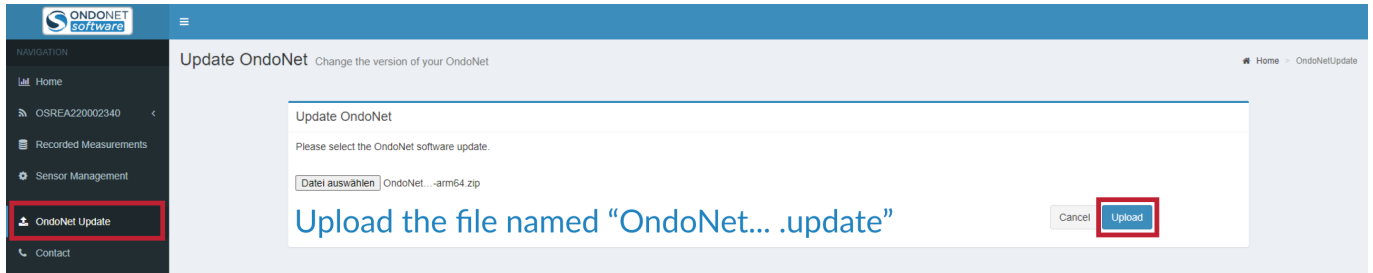 ONDONET
software
NAVIGATION
Update OndoNet Change the version of your OndoNet
Home > OndoNetUpdate
Home
OSREA220002340
Recorded Measurements
Sensor Management
OndoNet Update
Contact
Update OndoNet
Please select the OndoNet software update.
Datei auswählen OndoNet…-arm64.zip
Upload the file named “OndoNet... .update”
Cancel Upload